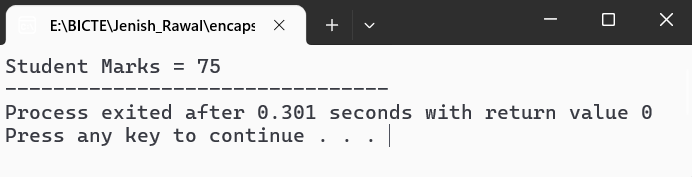 E:\BICTE\Jenish_Rawal\encaps
Student Marks = 75
--------------------------------
Process exited after 0.301 seconds with return value 0
Press any key to continue . . .